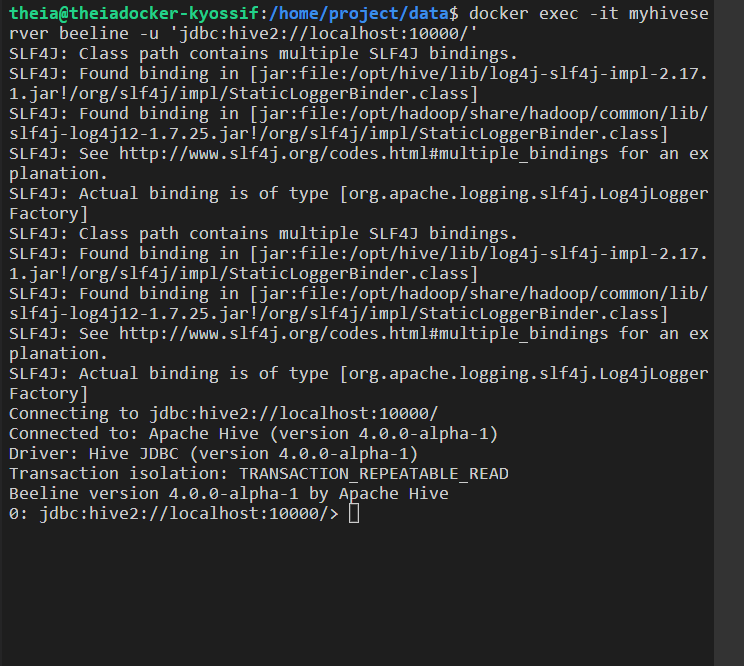 theia@theiadocker-kyossif:/home/project/data$ docker exec -it myhivese
rver beeline -u 'jdbc:hive2://localhost:10000/'
SLF4J: Class path contains multiple SLF4J bindings.
SLF4J: Found binding in [jar:file:/opt/hive/lib/log4j-slf4j-impl-2.17.
1.jar!/org/slf4j/impl/StaticLoggerBinder.class]
SLF4J: Found binding in [jar:file:/opt/hadoop/share/hadoop/common/lib/
slf4j-log4j12-1.7.25.jar!/org/slf4j/impl/StaticLoggerBinder.class]
SLF4J: See http://www.slf4j.org/codes.html#multiple_bindings for an ex
planation.
SLF4J: Actual binding is of type [org.apache.logging.slf4j.Log4jLogger
Factory]
SLF4J: Class path contains multiple SLF4J bindings.
SLF4J: Found binding in [jar:file:/opt/hive/lib/log4j-slf4j-impl-2.17.
1.jar!/org/slf4j/impl/StaticLoggerBinder.class]
SLF4J: Found binding in [jar:file:/opt/hadoop/share/hadoop/common/lib/
slf4j-log4j12-1.7.25.jar!/org/slf4j/impl/StaticLoggerBinder.class]
SLF4J: See http://www.slf4j.org/codes.html#multiple_bindings for an ex
planation.
SLF4J: Actual binding is of type [org.apache.logging.slf4j.Log4jLogger
Factory]
Connecting to jdbc:hive2://localhost:10000/
Connected to: Apache Hive (version 4.0.0-alpha-1)
Driver: Hive JDBC (version 4.0.0-alpha-1)
Transaction isolation: TRANSACTION_REPEATABLE_READ
Beeline version 4.0.0-alpha-1 by Apache Hive
0: jdbc:hive2://localhost:10000/>